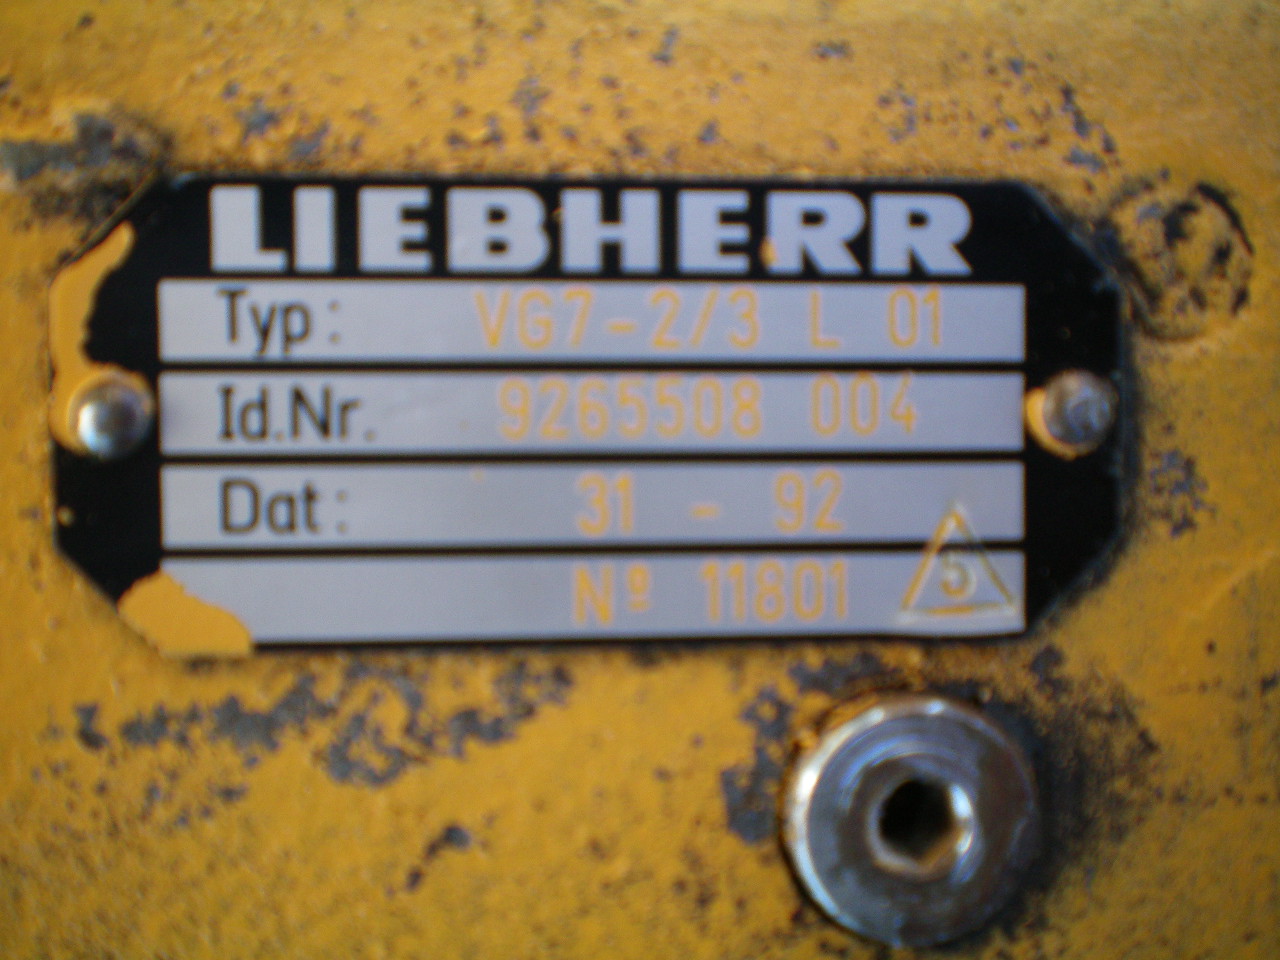 LIEBHERR
Typ: VG7-2/3 L 01
Id.Nr. 9265508 004
Dat: 31 - 92
Nº 11801 5